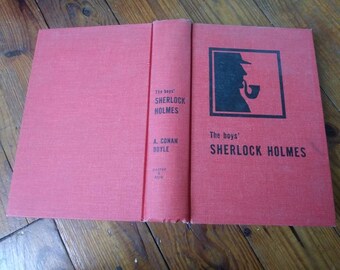 The boys'
SHERLOCK
HOLMES
A. CONAN
DOYLE
The boys'
SHERLOCK HOLMES